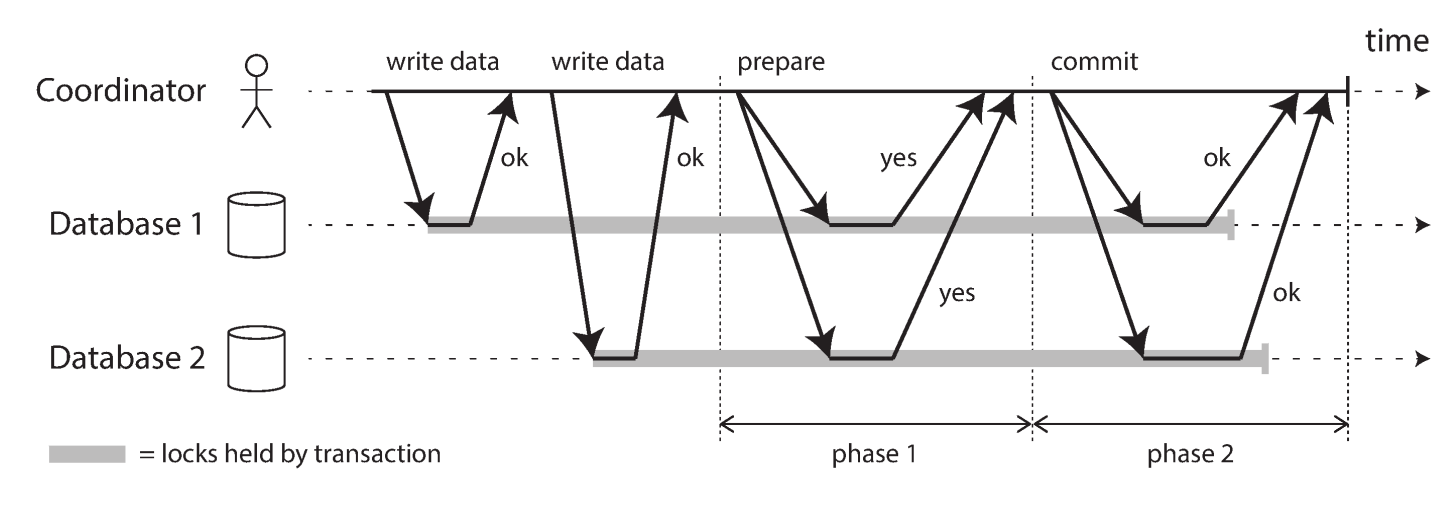 time
write data
write data
prepare
commit
Coordinator
ok
ok
yes
ok
Database 1
yes
ok
Database 2
= locks held by transaction
phase 1
phase 2